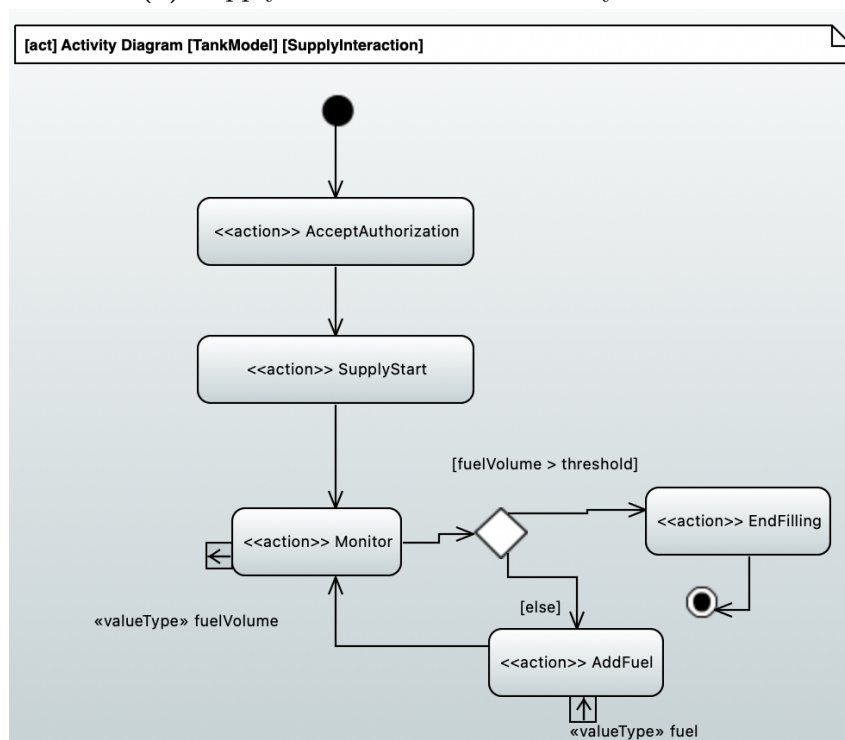 [act] Activity Diagram [TankModel] [SupplyInteraction]
<<action>> AcceptAuthorization
<<action>> SupplyStart
[fuelVolume > threshold]
<<action>> EndFilling
<<action>> Monitor
[else]
«valueType» fuelVolume
<<action>> AddFuel
«valueType» fuel